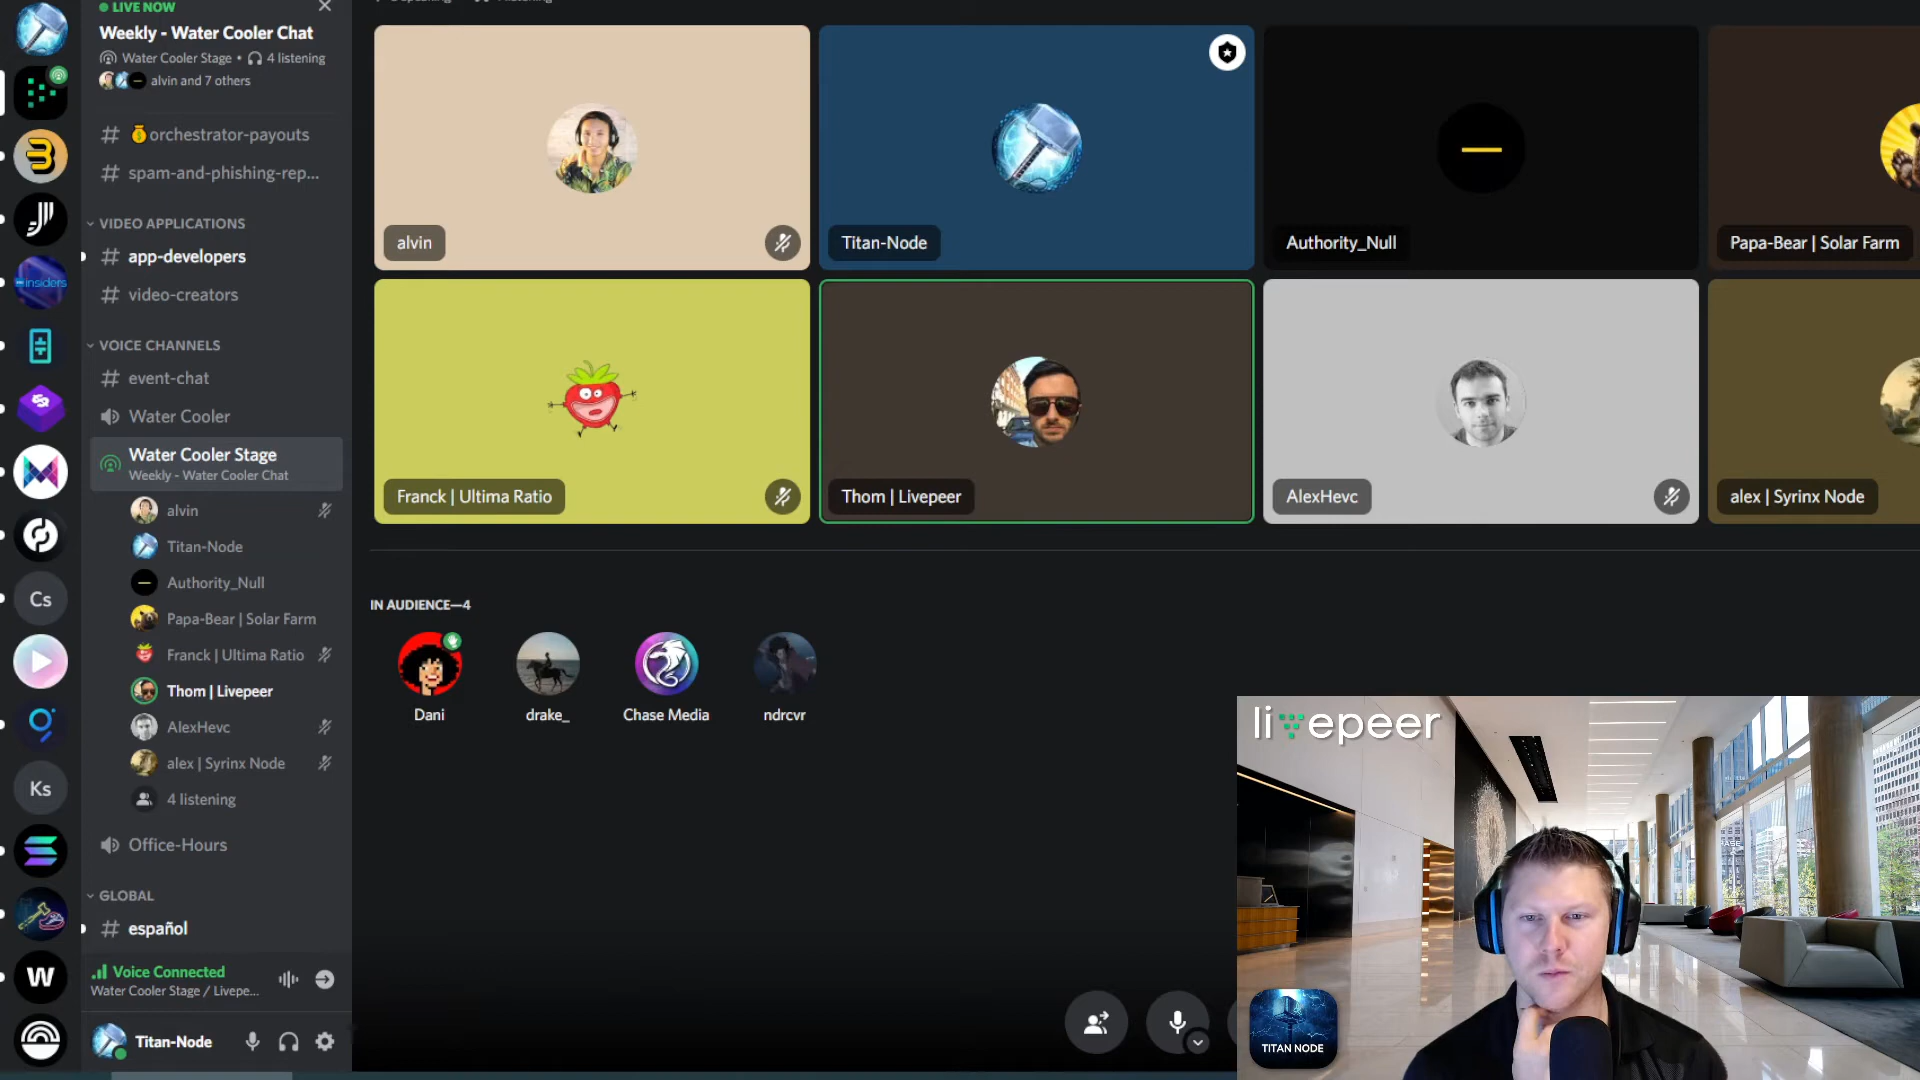 LIVE NOW
Weekly - Water Cooler Chat
Water Cooler Stage • 4 listening
alvin and 7 others
orchestrator-payouts
spam-and-phishing-rep...
VIDEO APPLICATIONS
app-developers
video-creators
VOICE CHANNELS
event-chat
Water Cooler
Water Cooler Stage
Weekly - Water Cooler Chat
alvin
Titan-Node
Authority_Null
Papa-Bear | Solar Farm
Franck | Ultima Ratio
Thom | Livepeer
AlexHevc
alex | Syrinx Node
4 listening
Office-Hours
GLOBAL
español
Voice Connected
Water Cooler Stage / Livepe...
Titan-Node
insiders
Cs
Ks
W
alvin
Titan-Node
Authority_Null
Papa-Bear | Solar Farm
Franck | Ultima Ratio
Thom | Livepeer
AlexHevc
alex | Syrinx Node
IN AUDIENCE—4
Dani
drake_
Chase Media
ndrcvr
livepeer
TITAN NODE